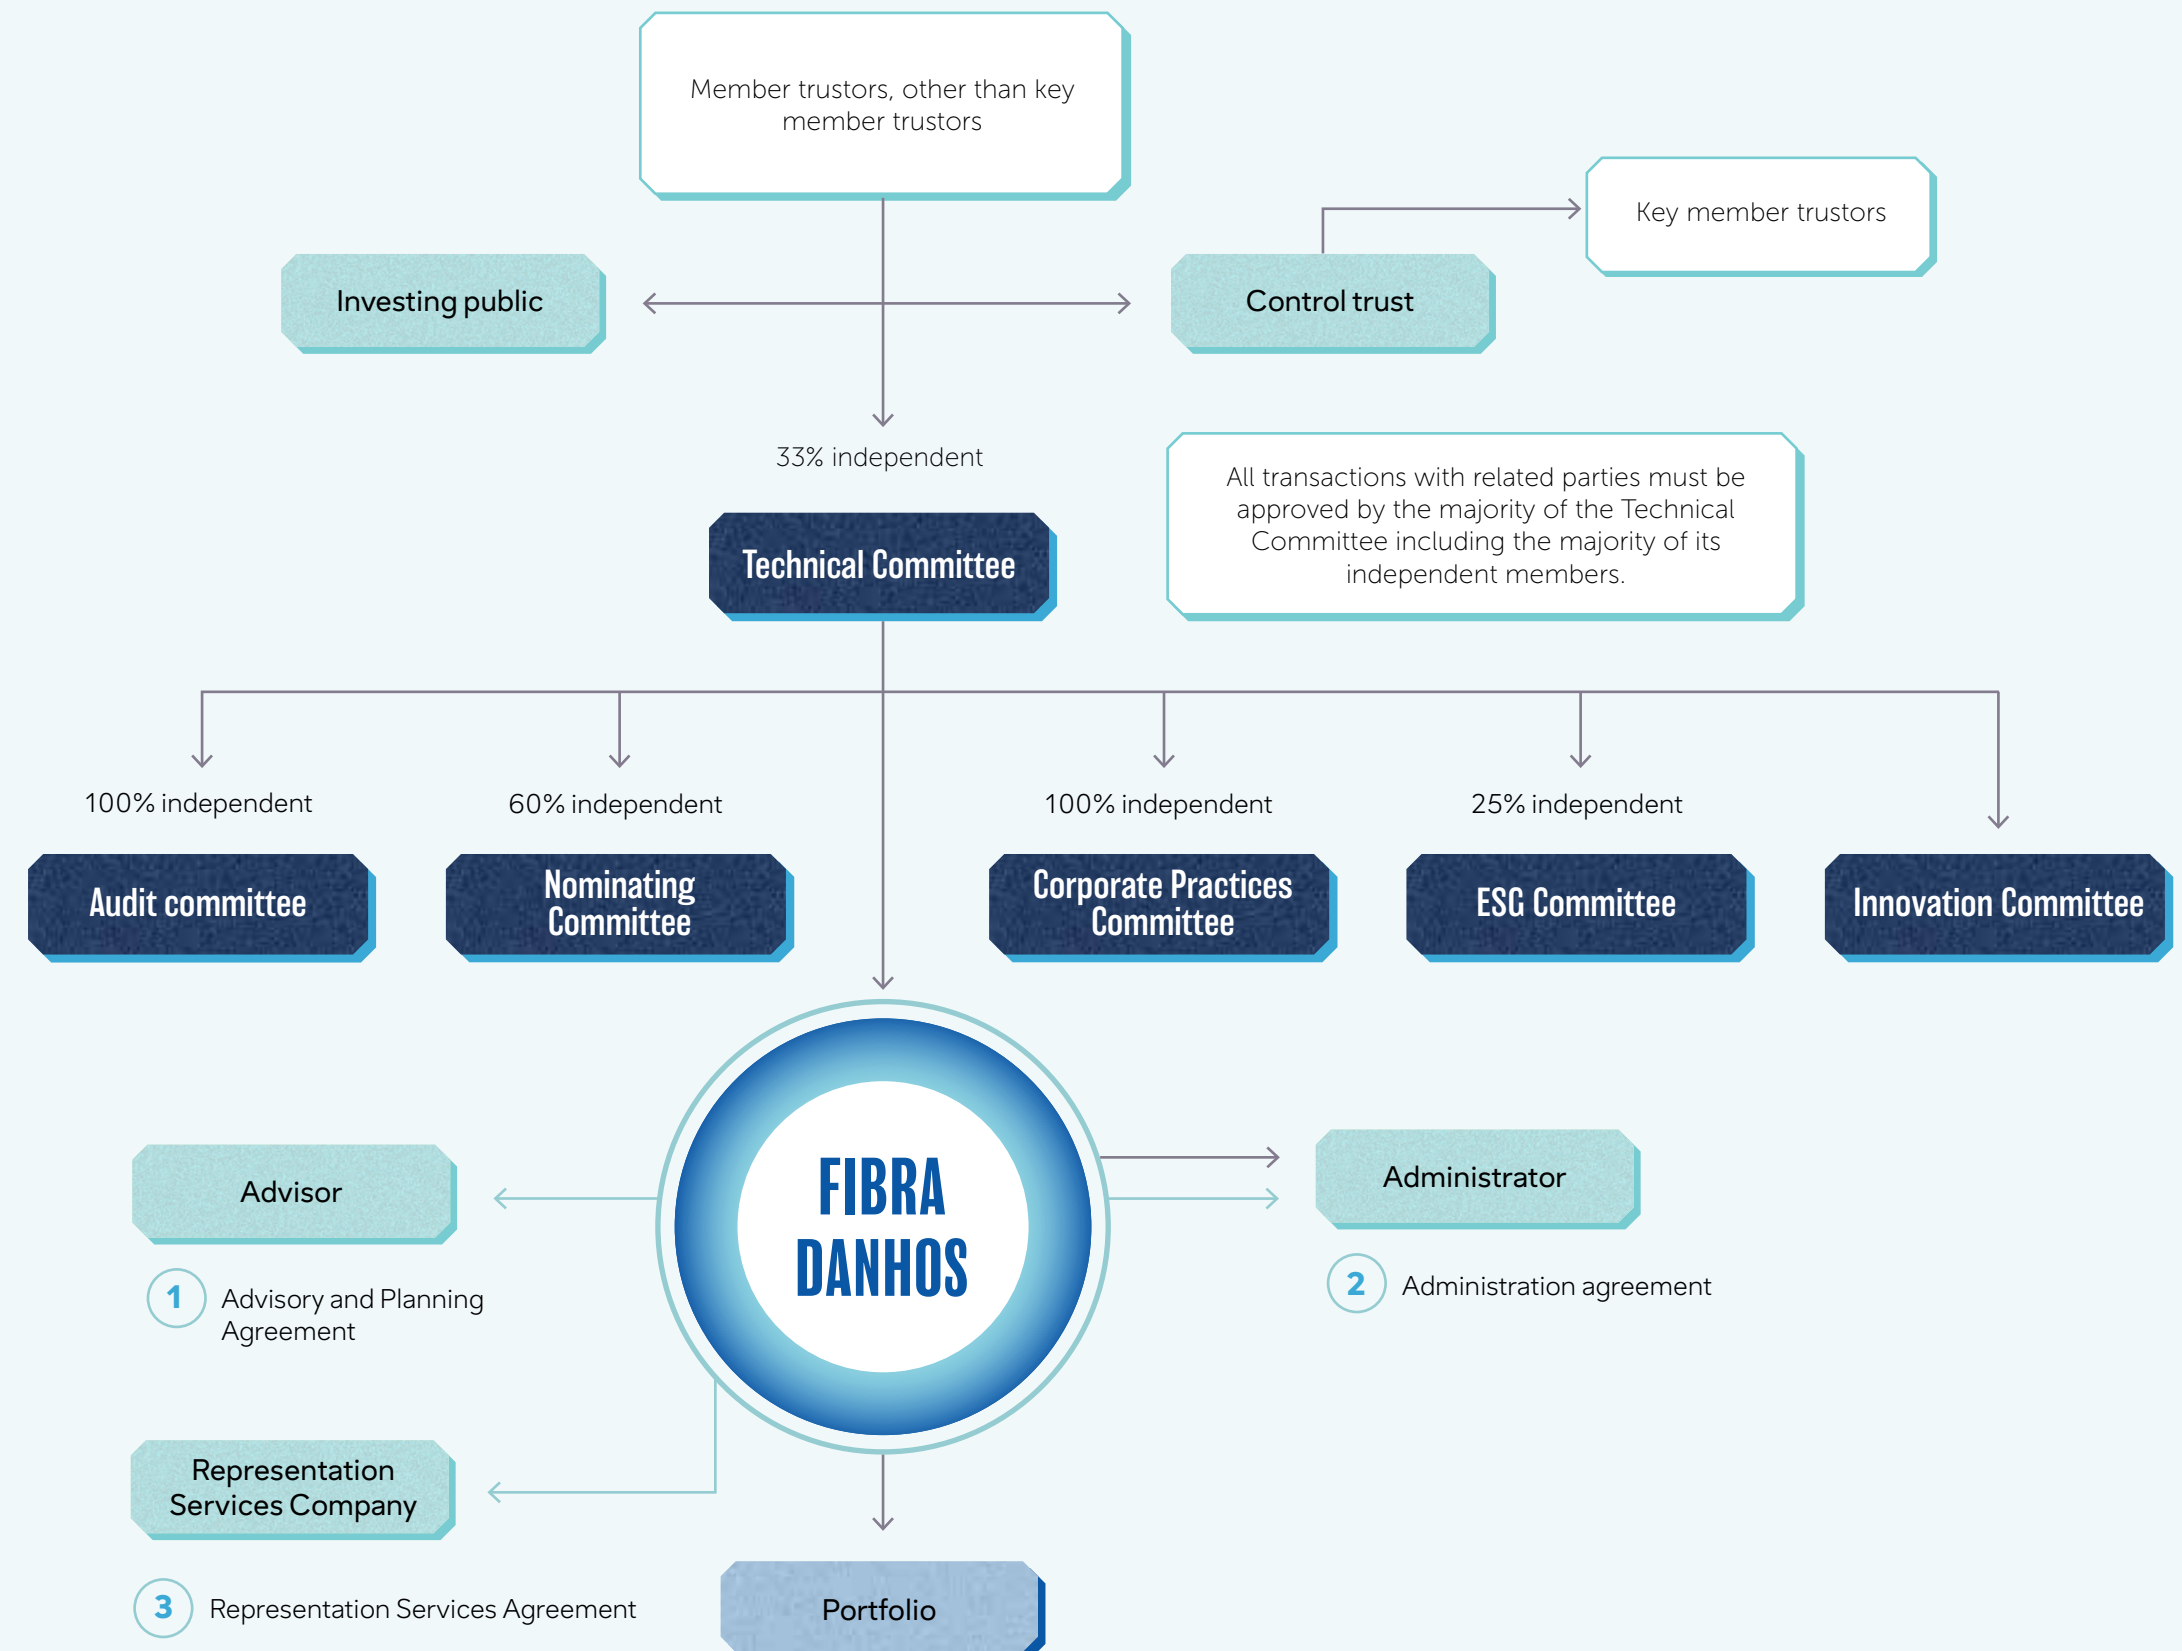 Member trustors, other than key
member trustors
Key member trustors
Investing public
Control trust
33% independent
All transactions with related parties must be
approved by the majority of the Technical
Committee including the majority of its
independent members.
Technical Committee
100% independent
60% independent
100% independent
25% independent
Audit committee
Nominating
Committee
Corporate Practices
Committee
ESG Committee
Innovation Committee
FIBRA
DANHOS
Advisor
Administrator
1
Advisory and Planning
Agreement
2
Administration agreement
Representation
Services Company
3
Representation Services Agreement
Portfolio